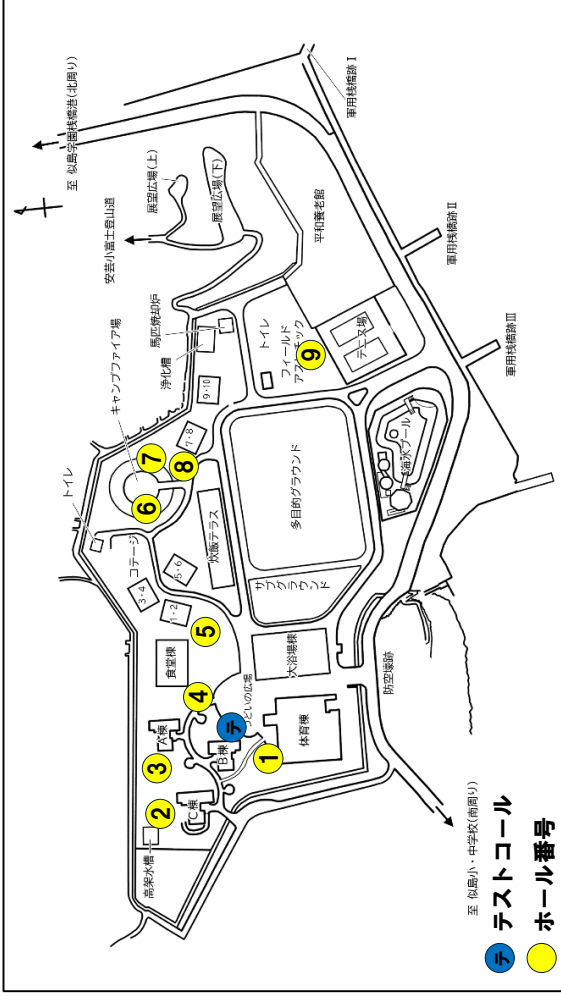 至 似島学園桟橋港(北周り)
安芸小富士登山道
展望広場(上)
展望広場(下)
軍用桟橋跡Ⅰ
平和養老館
軍用桟橋跡Ⅱ
軍用桟橋跡Ⅲ
馬匹焼却炉
浄化槽
トイレ
フィールド
アスレチック
9
テニス場
キャンプファイア場
9・10
7・8
7
8
6
トイレ
コテージ
3・4
5・6
1・2
炊飯テラス
多目的グラウンド
海水プール
サブグラウンド
5
食堂棟
大浴場棟
防空壕跡
4
つどいの広場
テ
A棟
B棟
体育棟
3
1
2
C棟
高架水槽
至 似島小・中学校(南周り)
テ テストコール
ホール番号